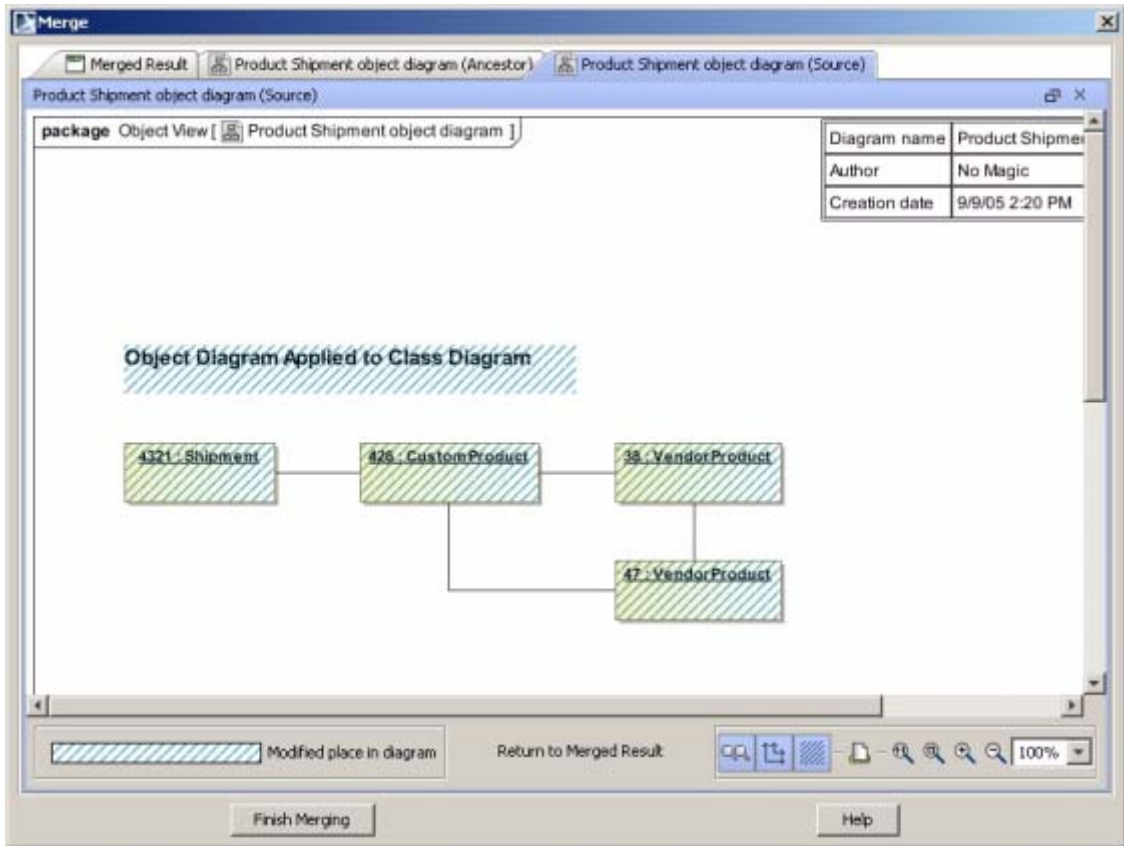 Merge
Merged Result
Product Shipment object diagram (Ancestor)
Product Shipment object diagram (Source)
Product Shipment object diagram (Source)
package Object View [ Product Shipment object diagram ]
Diagram name Product Shipme
Author No Magic
Creation date 9/9/05 2:20 PM
Object Diagram Applied to Class Diagram
4321 : Shipment
426 : CustomProduct
38 : VendorProduct
47 : VendorProduct
Modified place in diagram
Return to Merged Result
100%
Finish Merging
Help